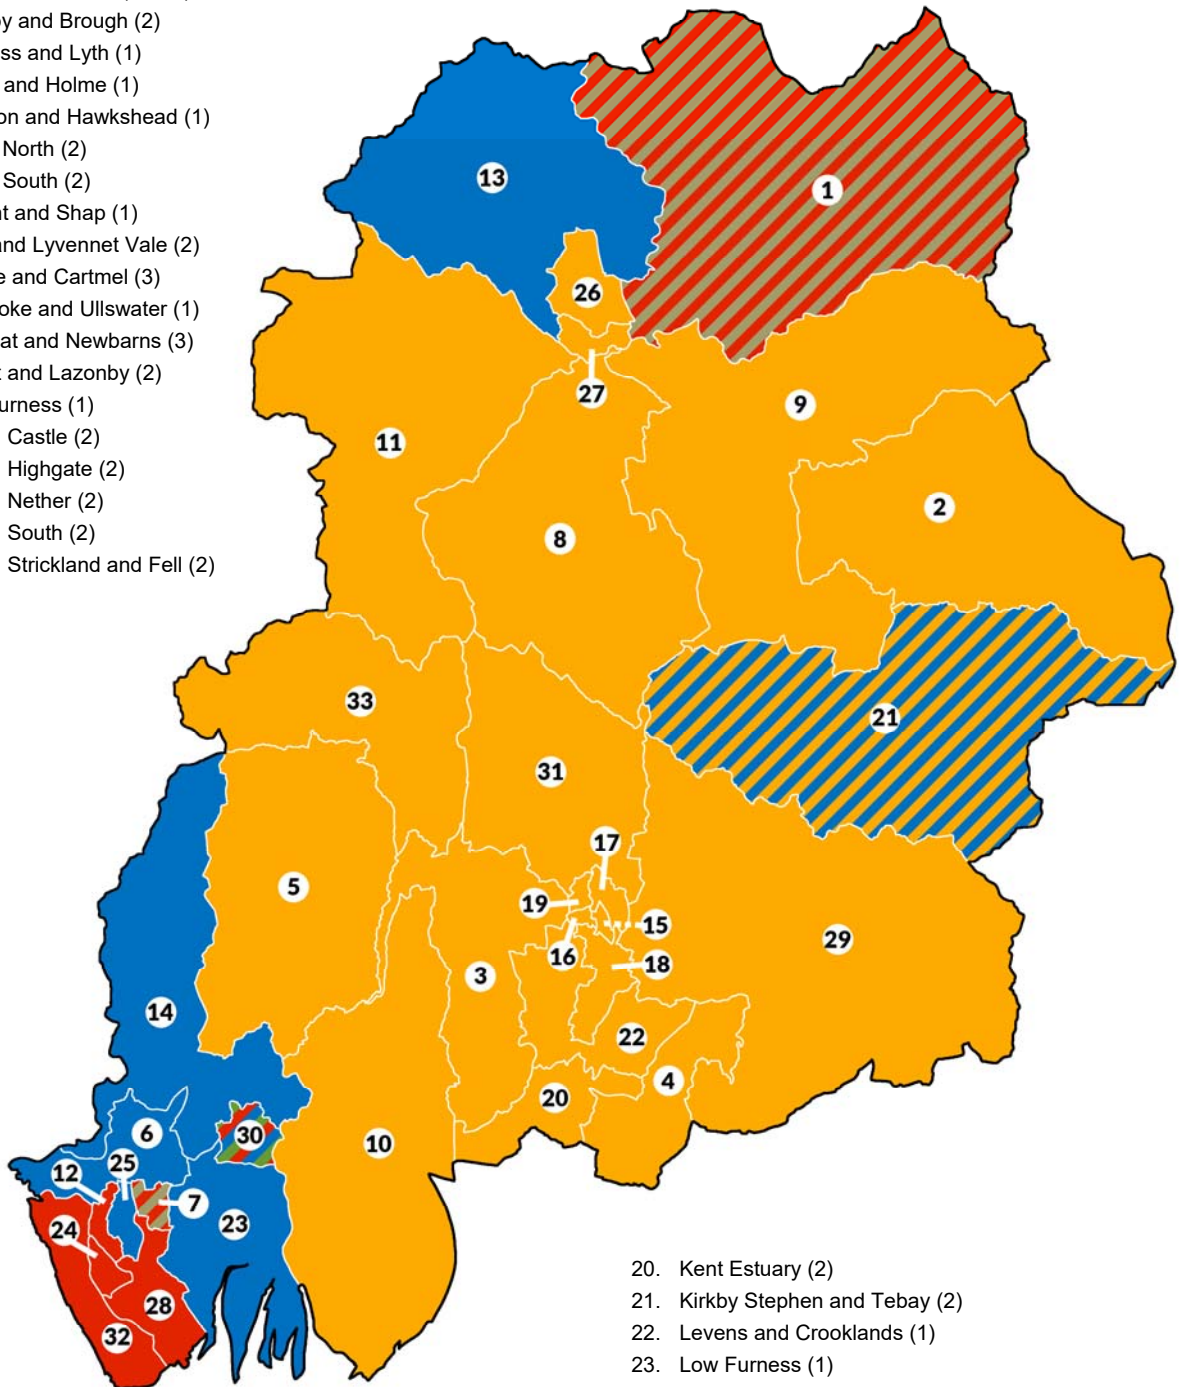 y and Brough (2)
ss and Lyth (1)
and Holme (1)
on and Hawkshead (1)
North (2)
South (2)
t and Shap (1)
and Lyvennet Vale (2)
e and Cartmel (3)
oke and Ullswater (1)
at and Newbarns (3)
t and Lazonby (2)
urness (1)
Castle (2)
Highgate (2)
Nether (2)
South (2)
Strickland and Fell (2)
13
1
26
27
9
11
2
8
33
21
31
17
5
19
15
16
18
29
3
14
22
4
20
6
30
10
25
12
7
24
23
28
32
20. Kent Estuary (2)
21. Kirkby Stephen and Tebay (2)
22. Levens and Crooklands (1)
23. Low Furness (1)